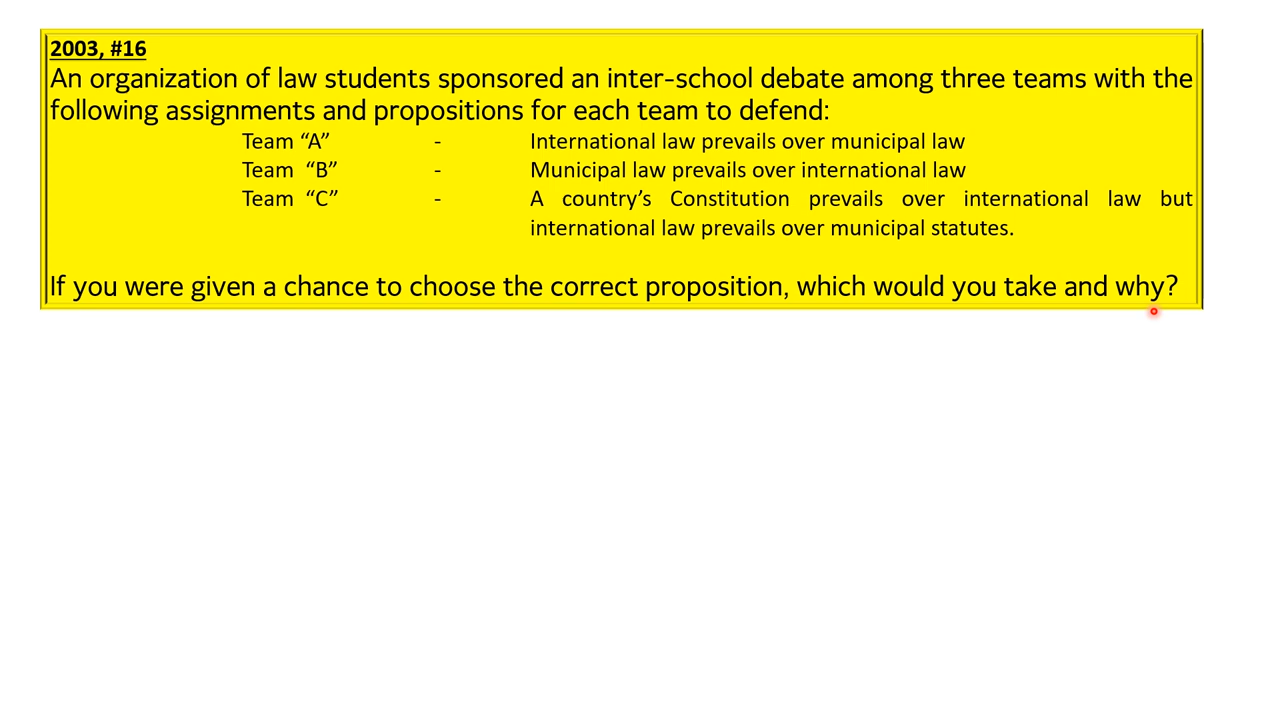 2003, #16
An organization of law students sponsored an inter-school debate among three teams with the
following assignments and propositions for each team to defend:
Team “A” - International law prevails over municipal law
Team “B” - Municipal law prevails over international law
Team “C” - A country’s Constitution prevails over international law but
international law prevails over municipal statutes.
If you were given a chance to choose the correct proposition, which would you take and why?